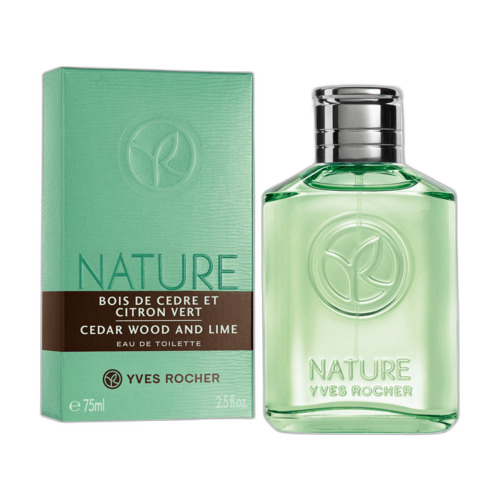 NATURE
BOIS DE CEDRE ET
CITRON VERT
CEDAR WOOD AND LIME
EAU DE TOILETTE
YVES ROCHER
℮ 75ml 2.5 fl.oz.
NATURE
YVES ROCHER